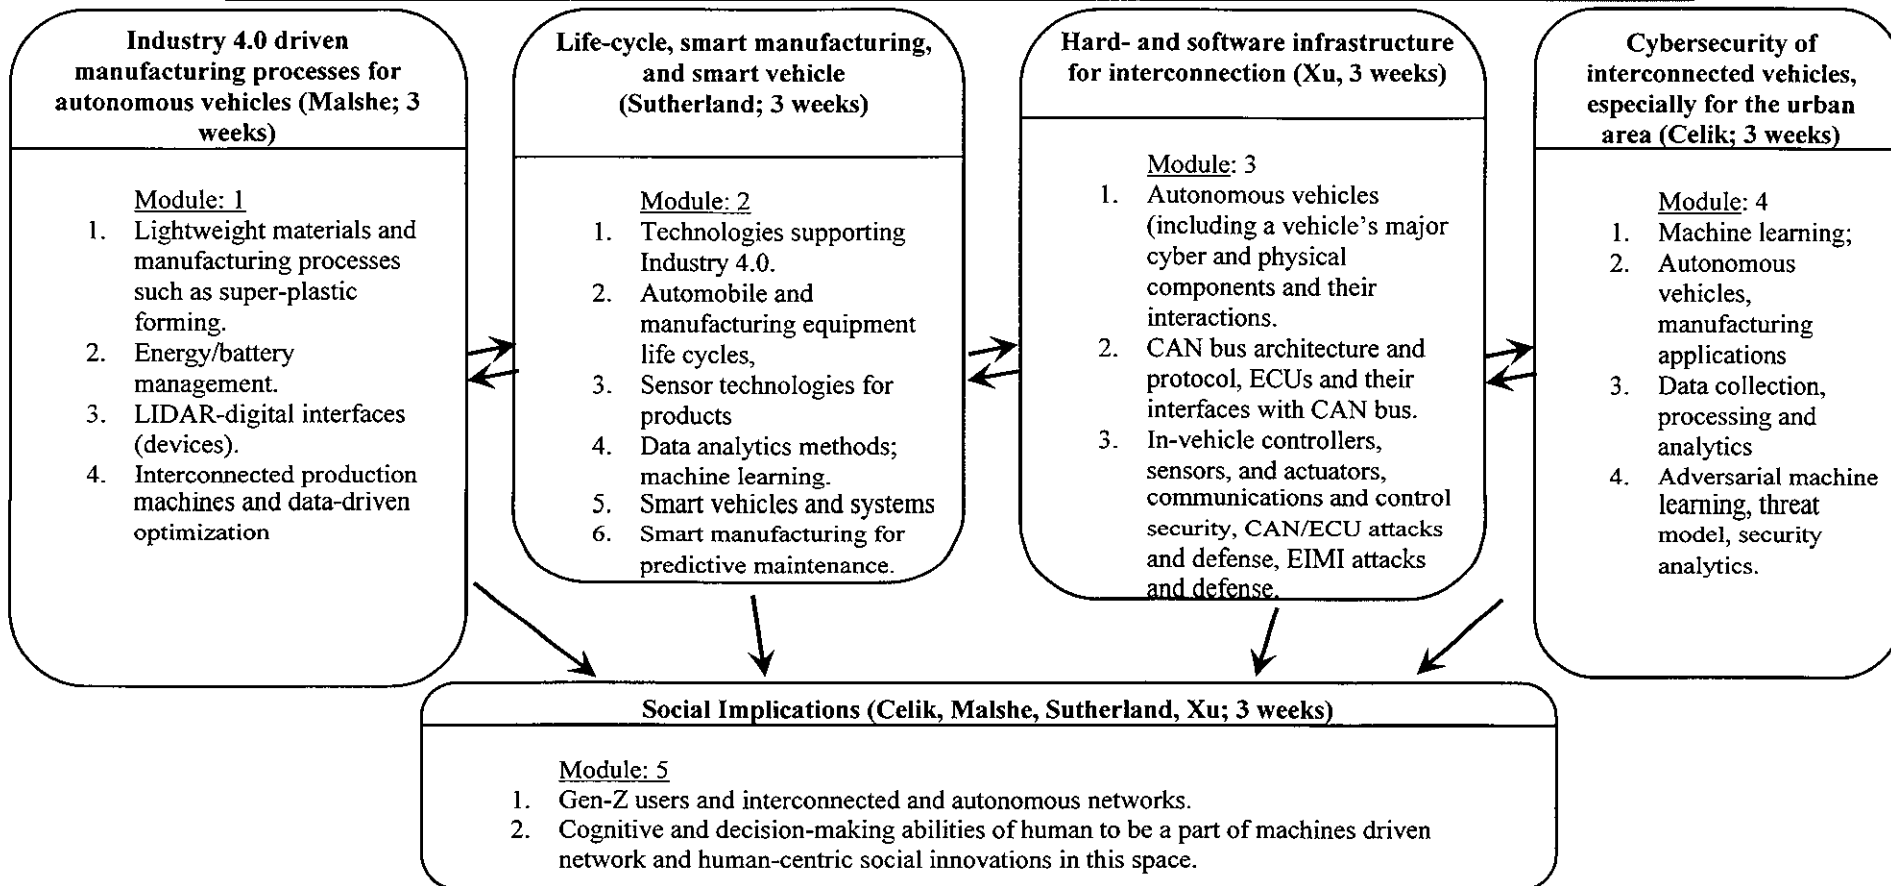 Industry 4.0 driven
manufacturing processes for
autonomous vehicles (Malshe; 3
weeks)
Module: 1
1. Lightweight materials and
manufacturing processes
such as super-plastic
forming.
2. Energy/battery
management.
3. LIDAR-digital interfaces
(devices).
4. Interconnected production
machines and data-driven
optimization
Life-cycle, smart manufacturing,
and smart vehicle
(Sutherland; 3 weeks)
Module: 2
1. Technologies supporting
Industry 4.0.
2. Automobile and
manufacturing equipment
life cycles,
3. Sensor technologies for
products
4. Data analytics methods;
machine learning.
5. Smart vehicles and systems
6. Smart manufacturing for
predictive maintenance.
Hard- and software infrastructure
for interconnection (Xu, 3 weeks)
Module: 3
1. Autonomous vehicles
(including a vehicle’s major
cyber and physical
components and their
interactions.
2. CAN bus architecture and
protocol, ECUs and their
interfaces with CAN bus.
3. In-vehicle controllers,
sensors, and actuators,
communications and control
security, CAN/ECU attacks
and defense, EIMI attacks
and defense.
Cybersecurity of
interconnected vehicles,
especially for the urban
area (Celik; 3 weeks)
Module: 4
1. Machine learning;
2. Autonomous
vehicles,
manufacturing
applications
3. Data collection,
processing and
analytics
4. Adversarial machine
learning, threat
model, security
analytics.
Social Implications (Celik, Malshe, Sutherland, Xu; 3 weeks)
Module: 5
1. Gen-Z users and interconnected and autonomous networks.
2. Cognitive and decision-making abilities of human to be a part of machines driven
network and human-centric social innovations in this space.